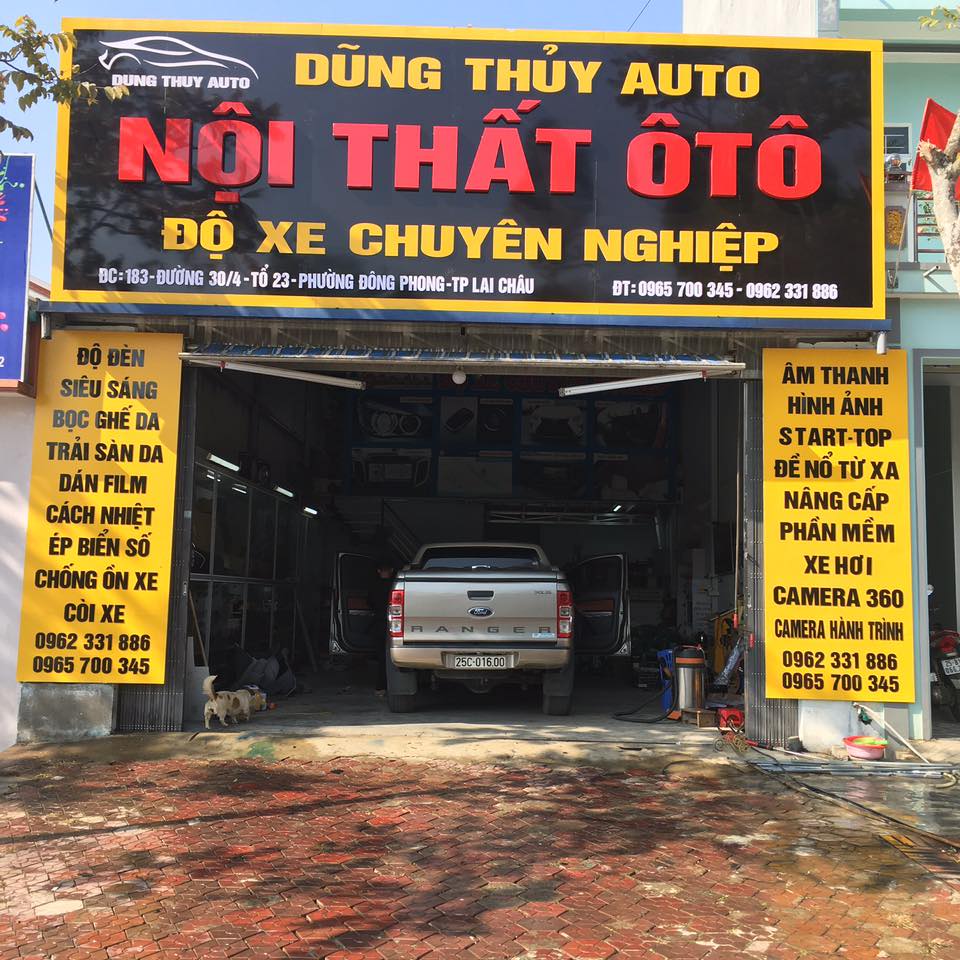 DUNG THUY AUTO
DŨNG THỦY AUTO
NỘI THẤT ÔTÔ
ĐỘ XE CHUYÊN NGHIỆP
ĐC: 183 - ĐƯỜNG 30/4 - TỔ 23 - PHƯỜNG ĐÔNG PHONG - TP LAI CHÂU
ĐT: 0965 700 345 - 0962 331 886
ĐỘ ĐÈN
SIÊU SÁNG
BỌC GHẾ DA
TRẢI SÀN DA
DÁN FILM
CÁCH NHIỆT
ÉP BIỂN SỐ
CHỐNG ỒN XE
CÒI XE
0962 331 886
0965 700 345
ÂM THANH
HÌNH ẢNH
START-TOP
ĐỀ NỔ TỪ XA
NÂNG CẤP
PHẦN MỀM
XE HƠI
CAMERA 360
CAMERA HÀNH TRÌNH
0962 331 886
0965 700 345
Ford
XLS
RANGER
25C-016.00
2